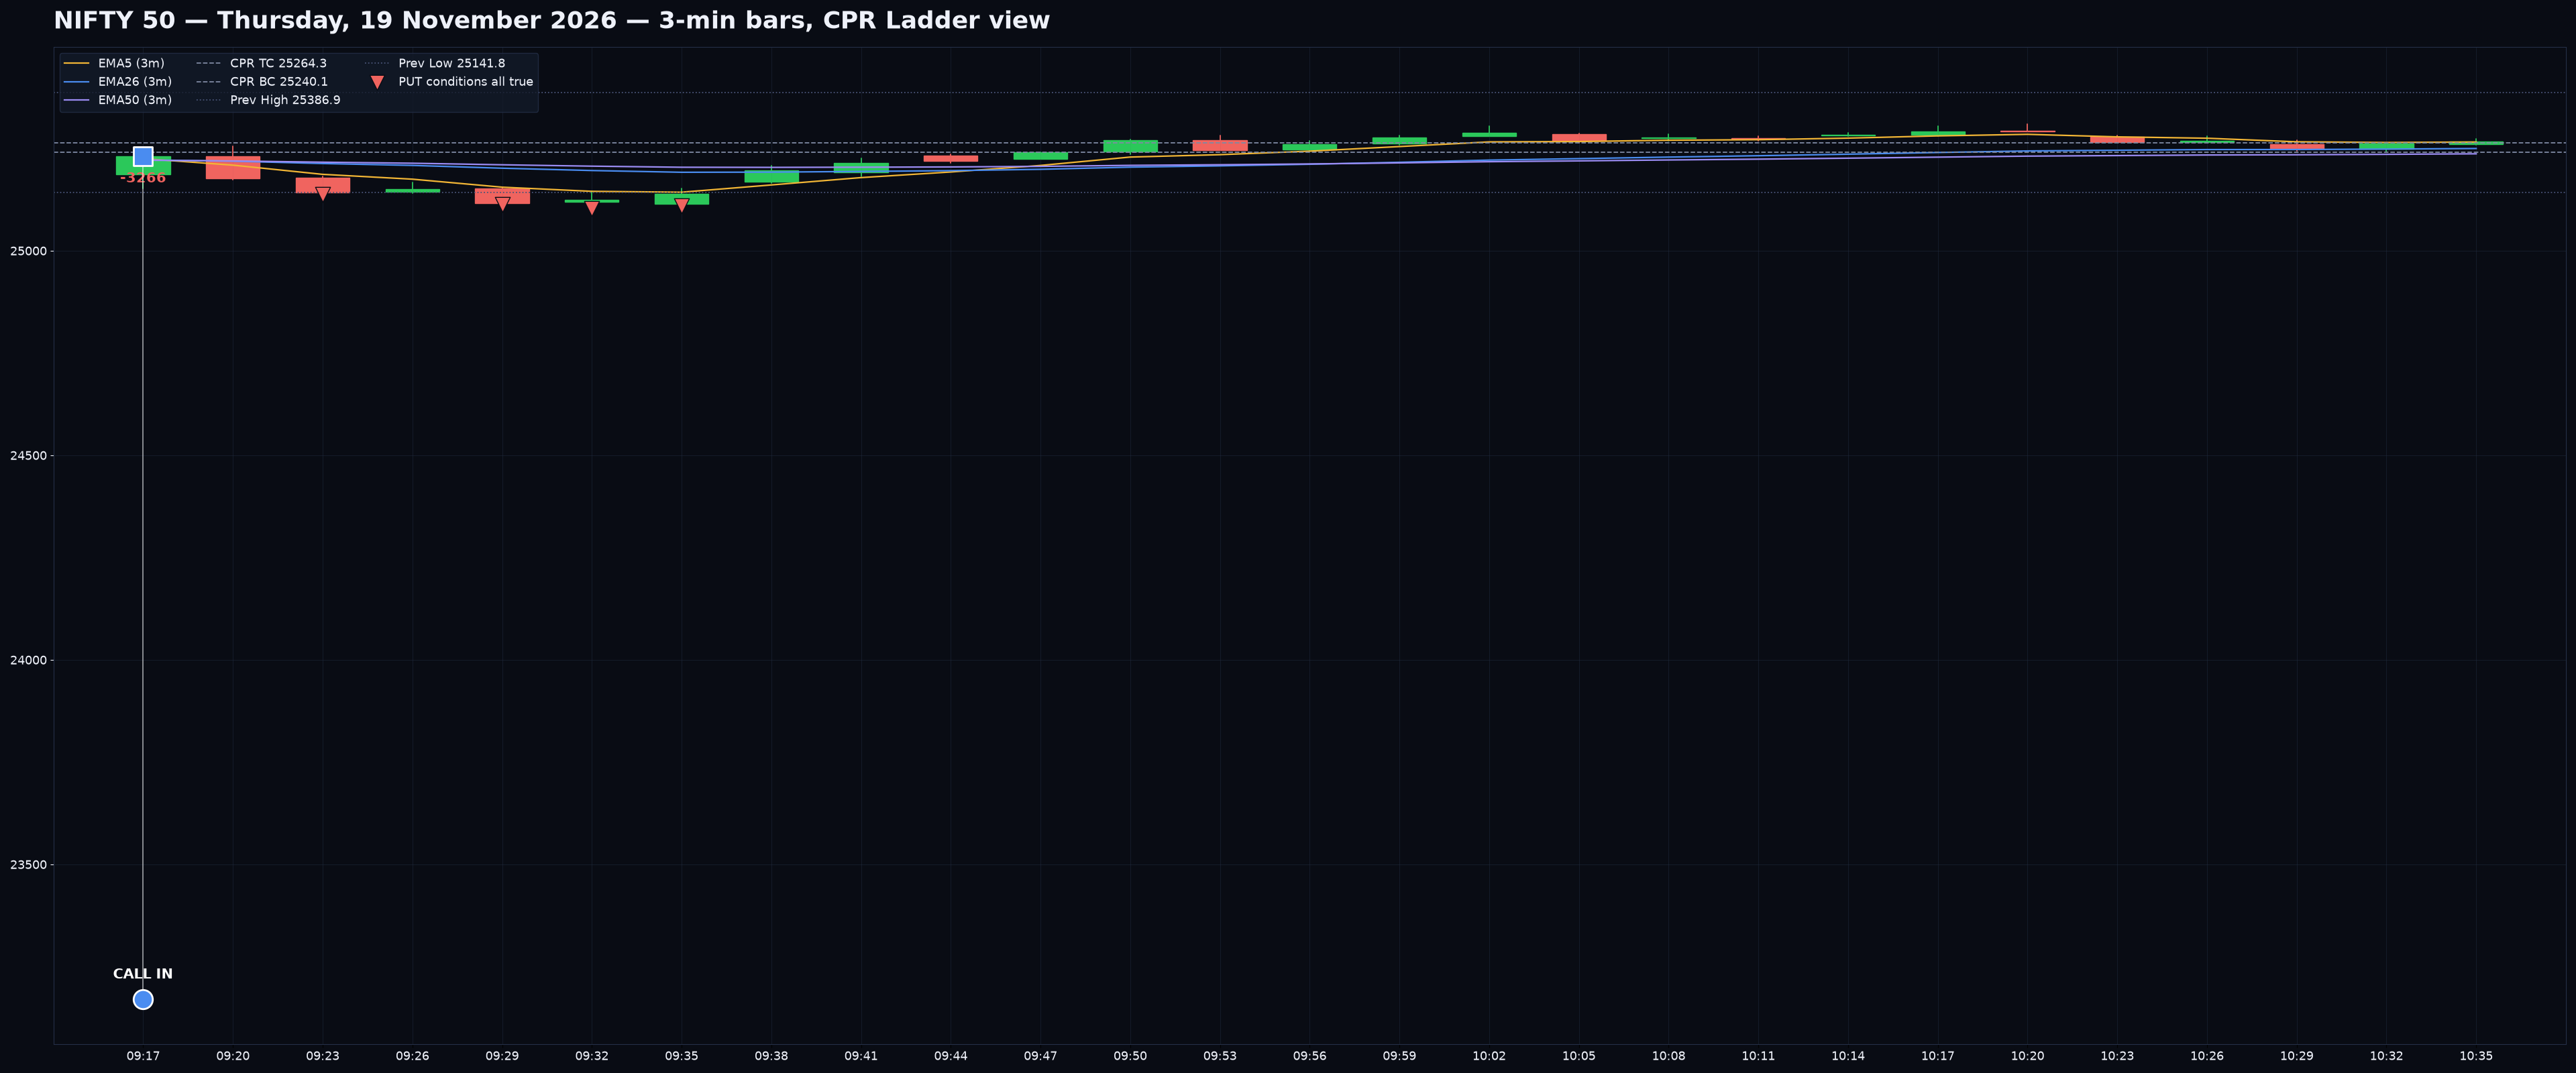 NIFTY 50 — Thursday, 19 November 2026 — 3-min bars, CPR Ladder view
EMA5 (3m)
EMA26 (3m)
EMA50 (3m)
CPR TC 25264.3
CPR BC 25240.1
Prev High 25386.9
Prev Low 25141.8
PUT conditions all true
-3266
25000
24500
24000
23500
CALL IN
09:17 09:20 09:23 09:26 09:29 09:32 09:35 09:38 09:41 09:44 09:47 09:50 09:53 09:56 09:59 10:02 10:05 10:08 10:11 10:14 10:17 10:20 10:23 10:26 10:29 10:32 10:35